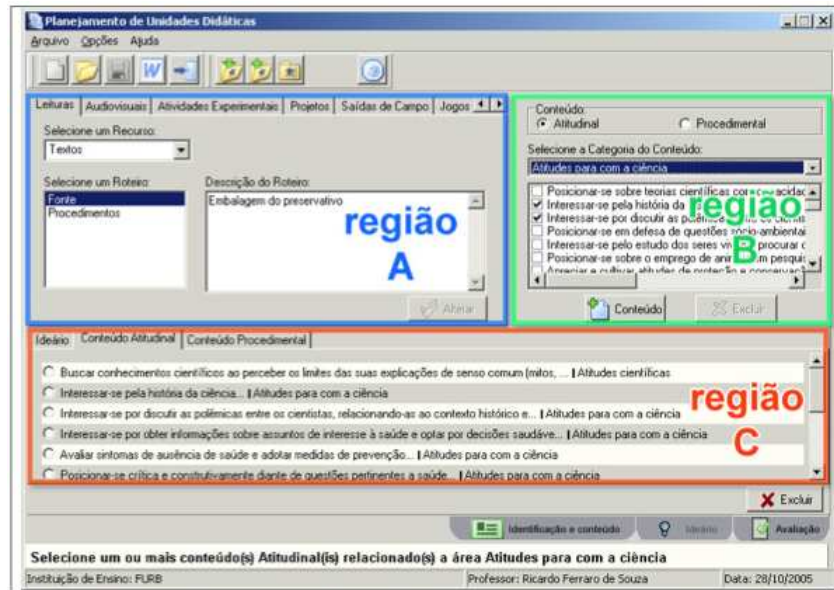 Planejamento de Unidades Didáticas
Arquivo Opções Ajuda
Leituras Audiovisuais Atividades Experimentais Projetos Saídas de Campo Jogos
Selecione um Recurso:
Textos
Selecione um Roteiro:
Fonte
Procedimentos
Descrição do Roteiro:
Embalagem do preservativo
região
A
Alterar
Conteúdo:
Atitudinal Procedimental
Selecione a Categoria do Conteúdo:
Atitudes para com a ciência
Posicionar-se sobre teorias científicas
Interessar-se pela história da
Interessar-se por discutir as
Posicionar-se em defesa de questões sócio-ambientai
Interessar-se pelo estudo dos seres procurar
Posicionar-se sobre o emprego de pesquis
Apreciar e cultivar atitudes de proteção e conservaç
região
B
Conteúdo Excluir
Ideário Conteúdo Atitudinal Conteúdo Procedimental
Buscar conhecimentos científicos ao perceber os limites das suas explicações de senso comum (mitos, ... | Atitudes científicas
Interessar-se pela história da ciência... | Atitudes para com a ciência
Interessar-se por discutir as polêmicas entre os cientistas, relacionando-as ao contexto histórico e... | Atitudes para com a ciência
Interessar-se por obter informações sobre assuntos de interesse à saúde e optar por decisões saudáve... | Atitudes para com a ciência
Avaliar sintomas de ausência de saúde e adotar medidas de prevenção... | Atitudes para com a ciência
Posicionar-se crítica e construtivamente diante de questões pertinentes a saúde... | Atitudes para com a ciência
região
C
Excluir
Identificação e conteúdo Ideário Avaliação
Selecione um ou mais conteúdo(s) Atitudinal(is) relacionado(s) a área Atitudes para com a ciência
Instituição de Ensino: FURB Professor: Ricardo Ferraro de Souza Data: 28/10/2005